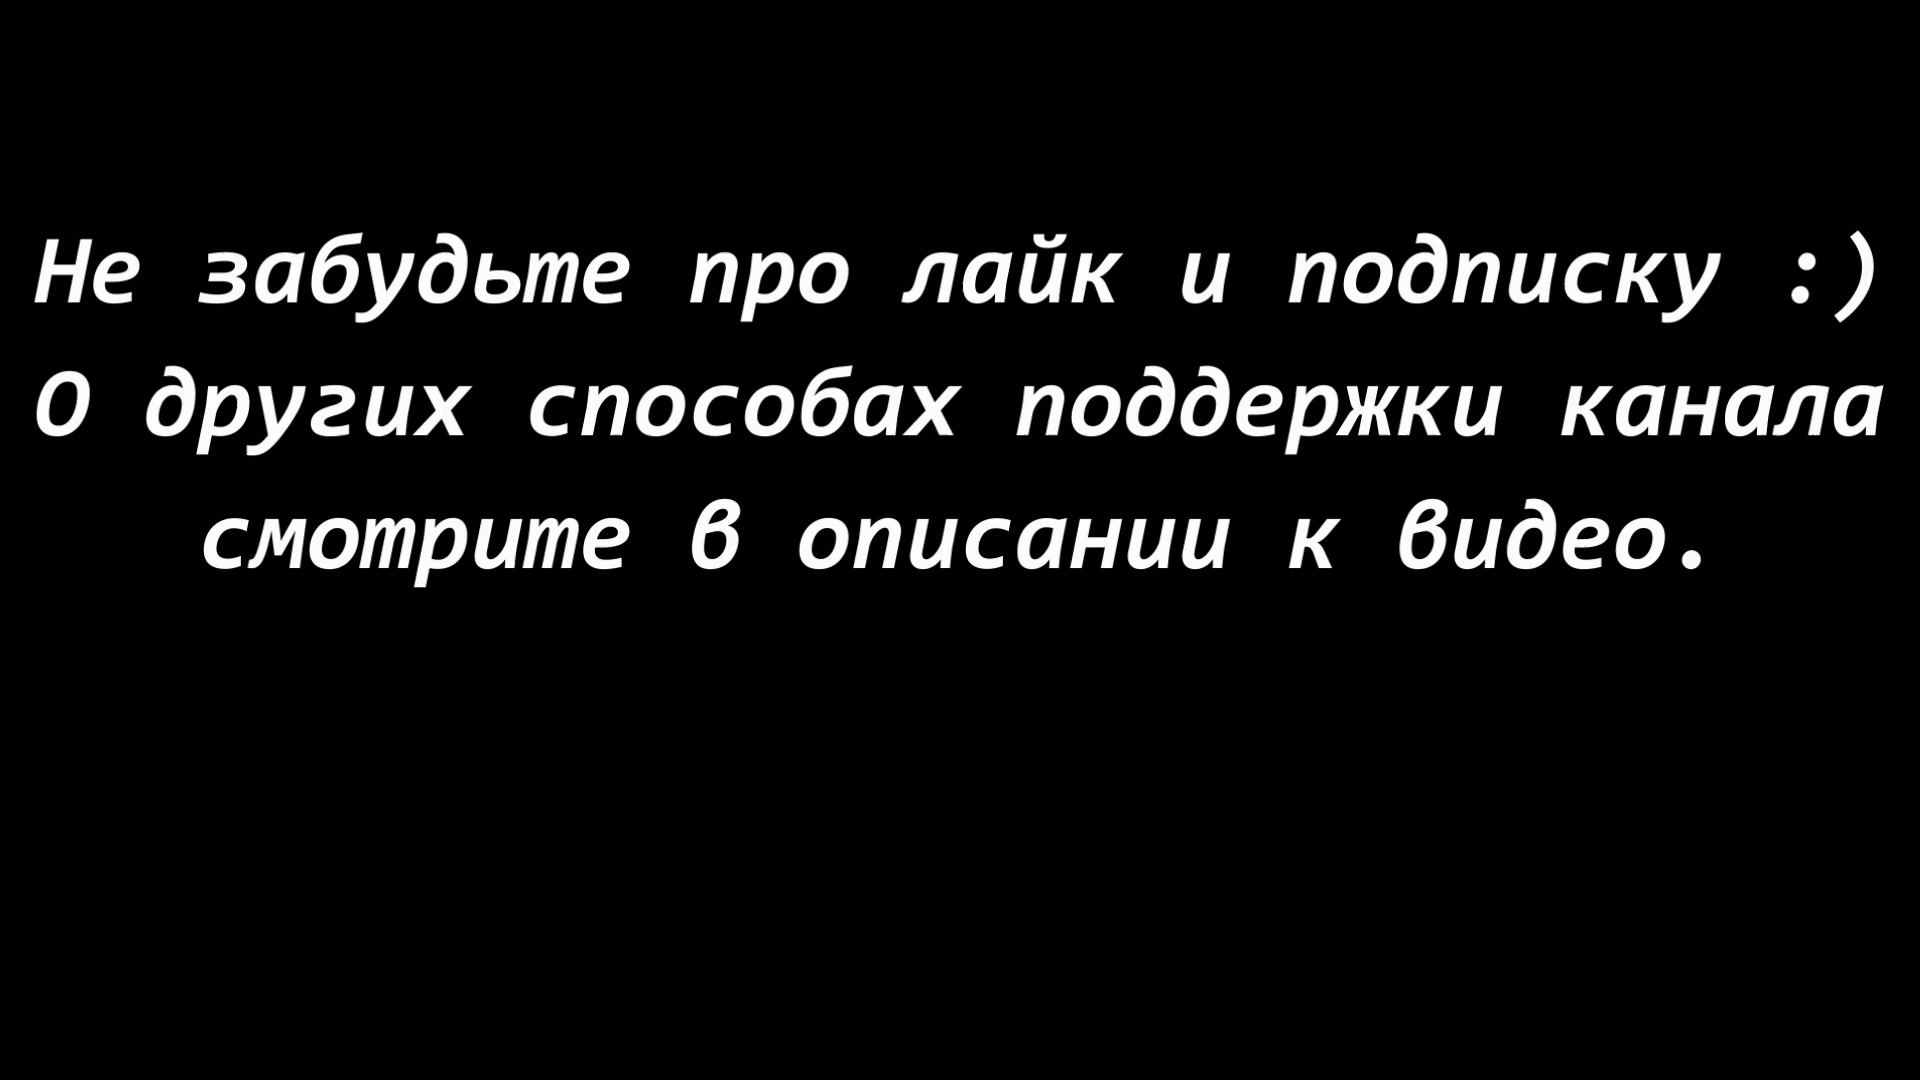 Не забудьте про лайк и подписку :)
О других способах поддержки канала
смотрите в описании к видео.